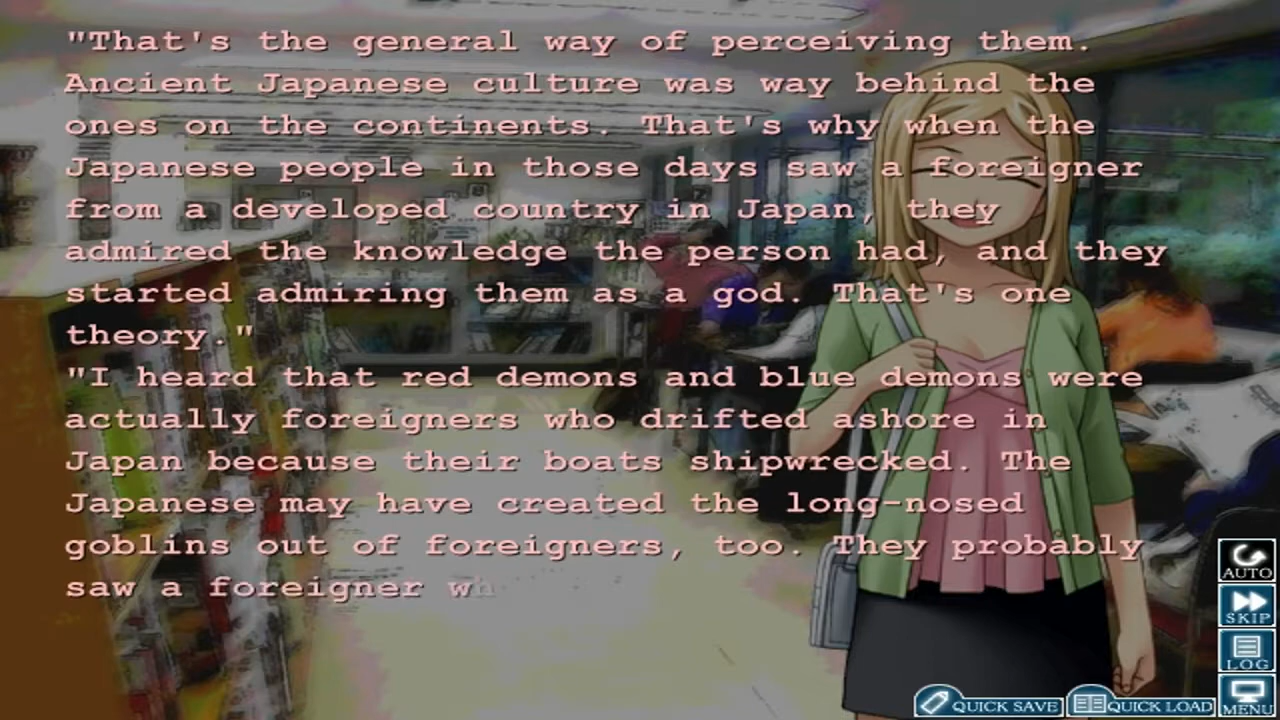 "That's the general way of perceiving them.
Ancient Japanese culture was way behind the
ones on the continents. That's why when the
Japanese people in those days saw a foreigner
from a developed country in Japan, they
admired the knowledge the person had, and they
started admiring them as a god. That's one
theory."
"I heard that red demons and blue demons were
actually foreigners who drifted ashore in
Japan because their boats shipwrecked. The
Japanese may have created the long-nosed
goblins out of foreigners, too. They probably
saw a foreigner wh
AUTO
SKIP
LOG
QUICK SAVE QUICK LOAD MENU